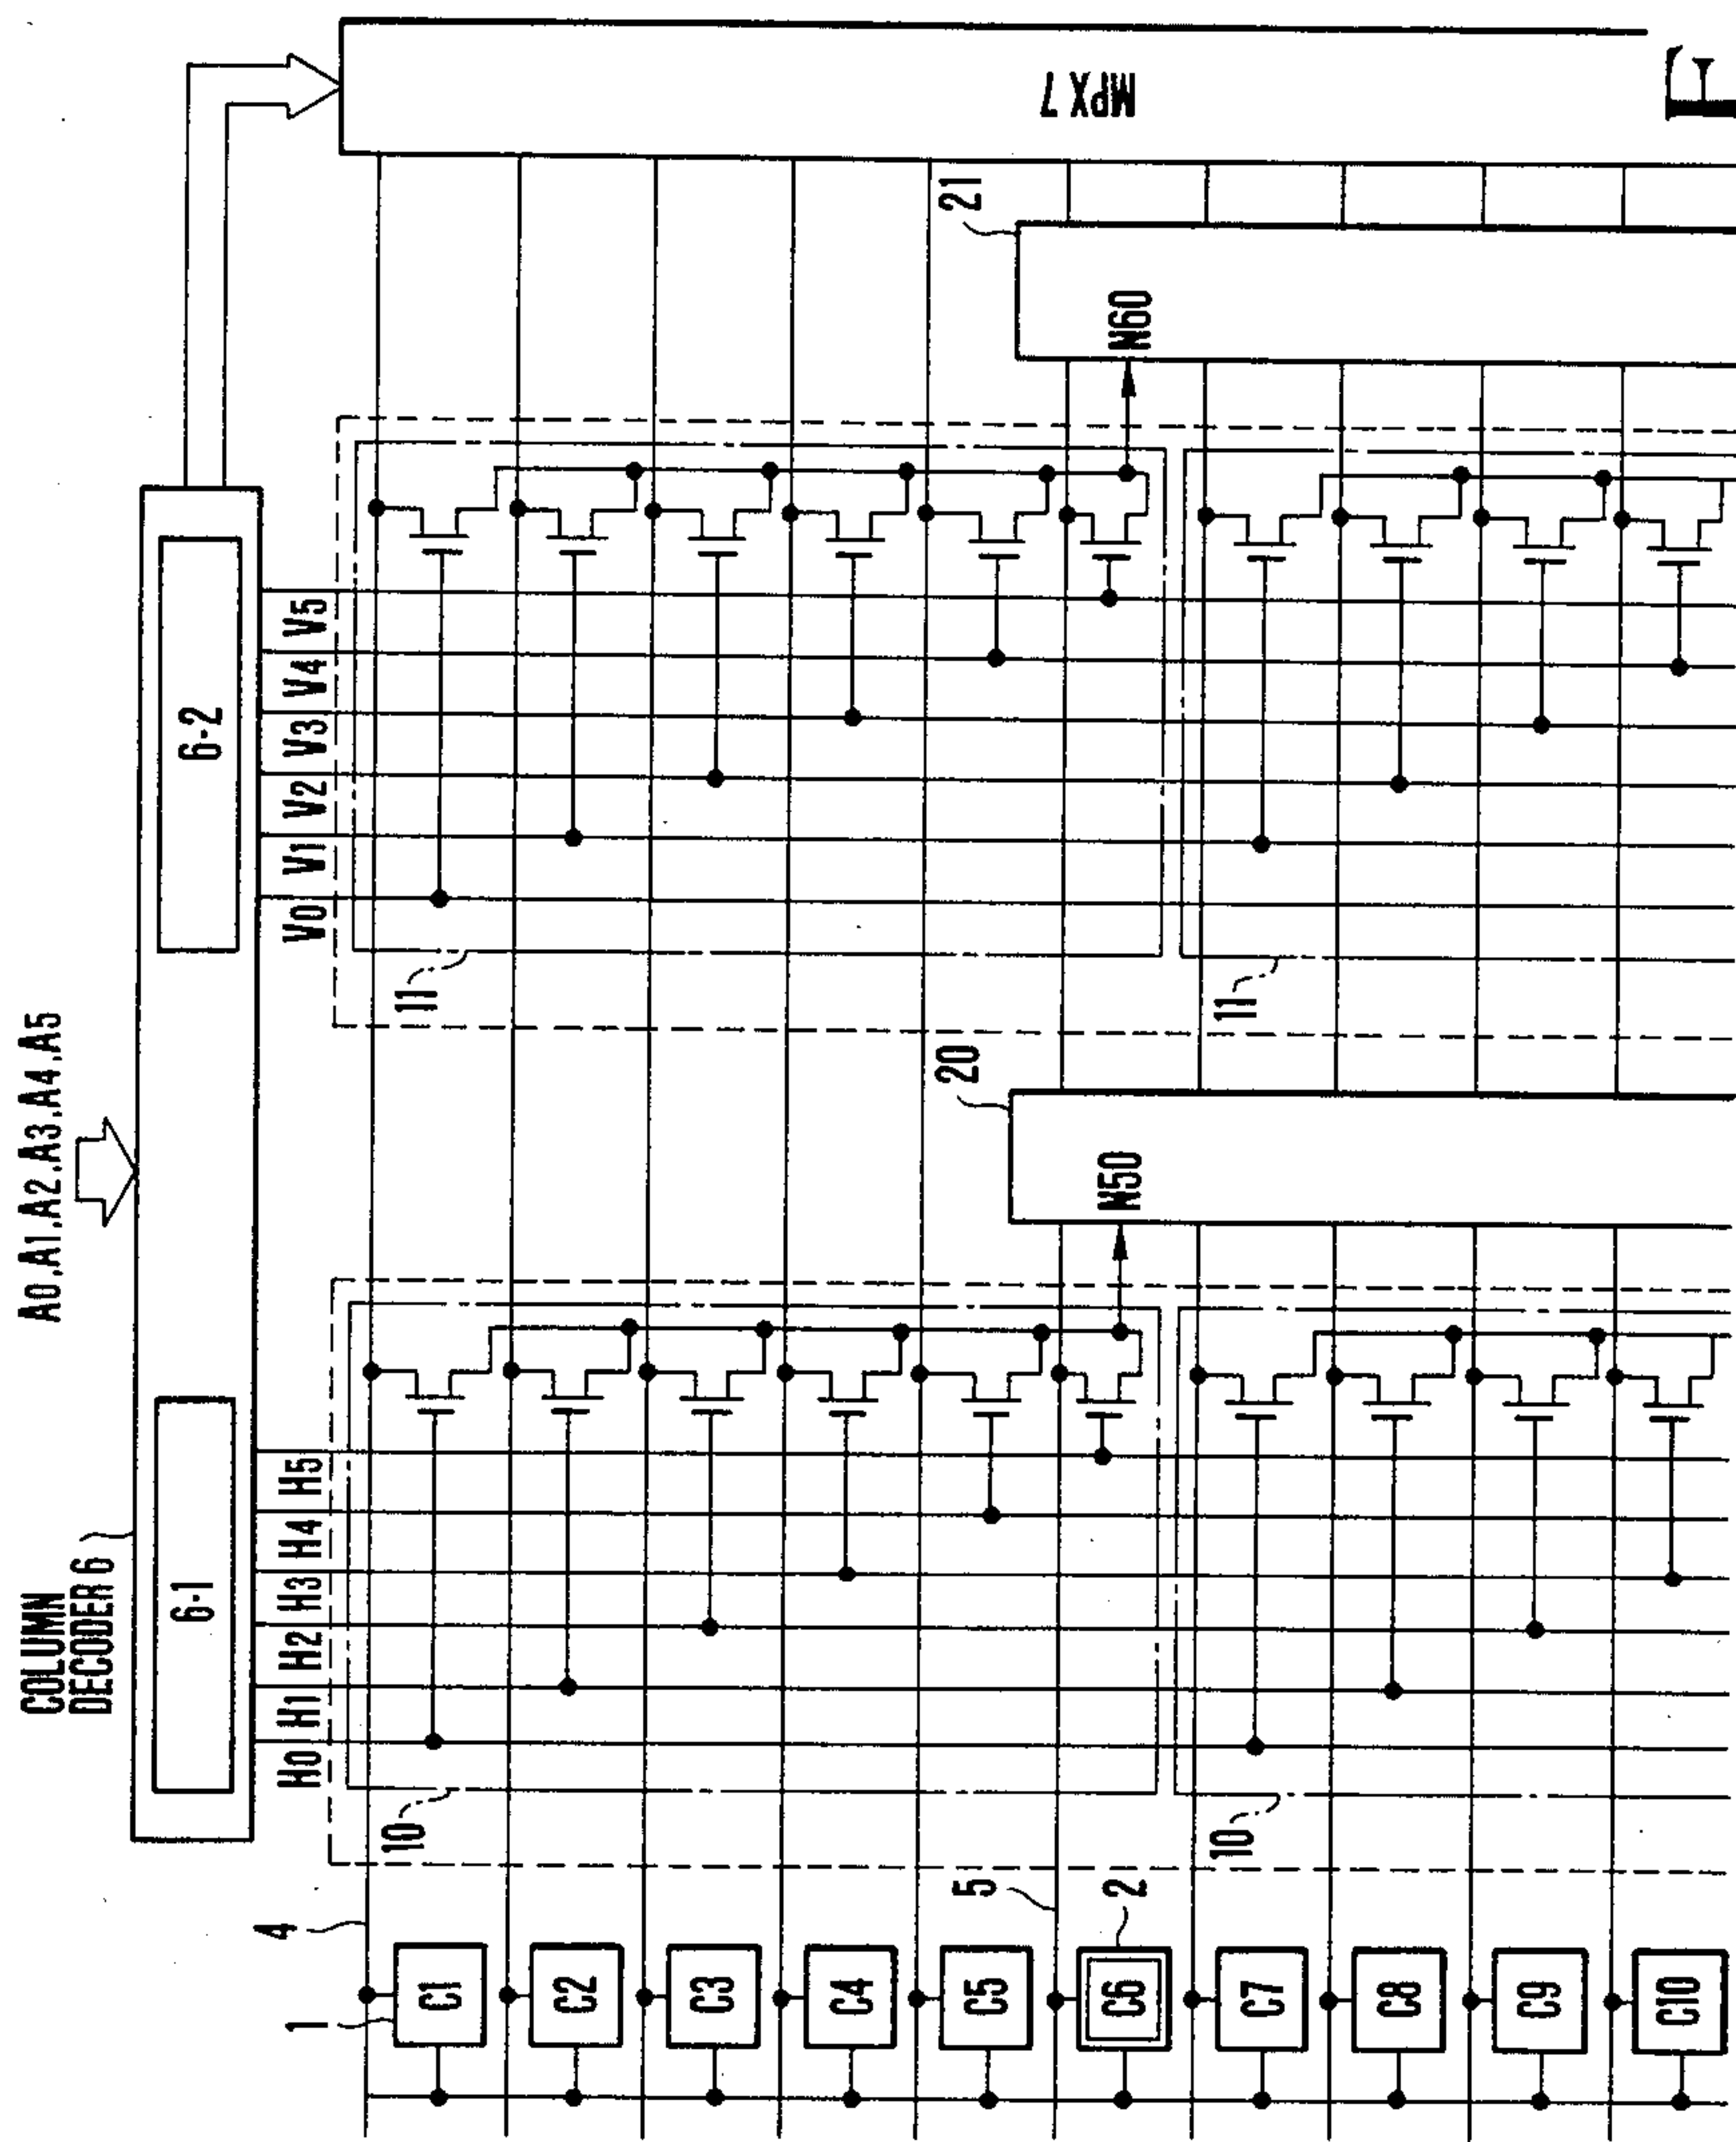 A0,A1,A2,A3,A4,A5
COLUMN
DECODER 6
6-1
6-2
H0 H1 H2 H3 H4 H5
V0 V1 V2 V3 V4 V5
MPX 7
10
11
10
11
20
N50
21
N60
4
1
5
2
C1
C2
C3
C4
C5
C6
C7
C8
C9
C10
F